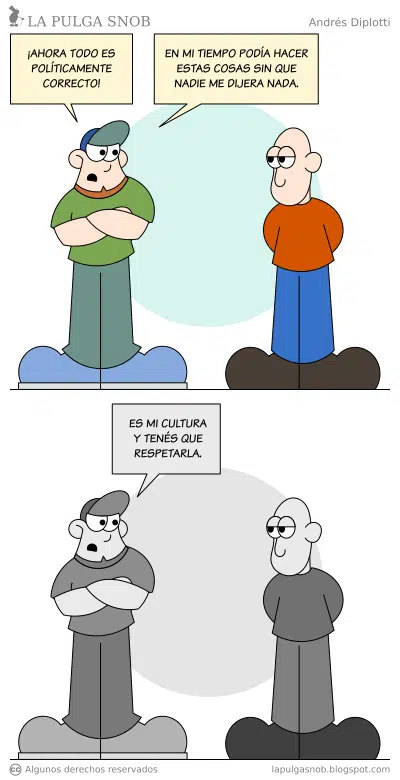 LA PULGA SNOB
Andrés Diplotti
¡AHORA TODO ES
POLÍTICAMENTE
CORRECTO!
EN MI TIEMPO PODÍA HACER
ESTAS COSAS SIN QUE
NADIE ME DIJERA NADA.
ES MI CULTURA
Y TENÉS QUE
RESPETARLA.
cc Algunos derechos reservados
lapulgasnob.blogspot.com